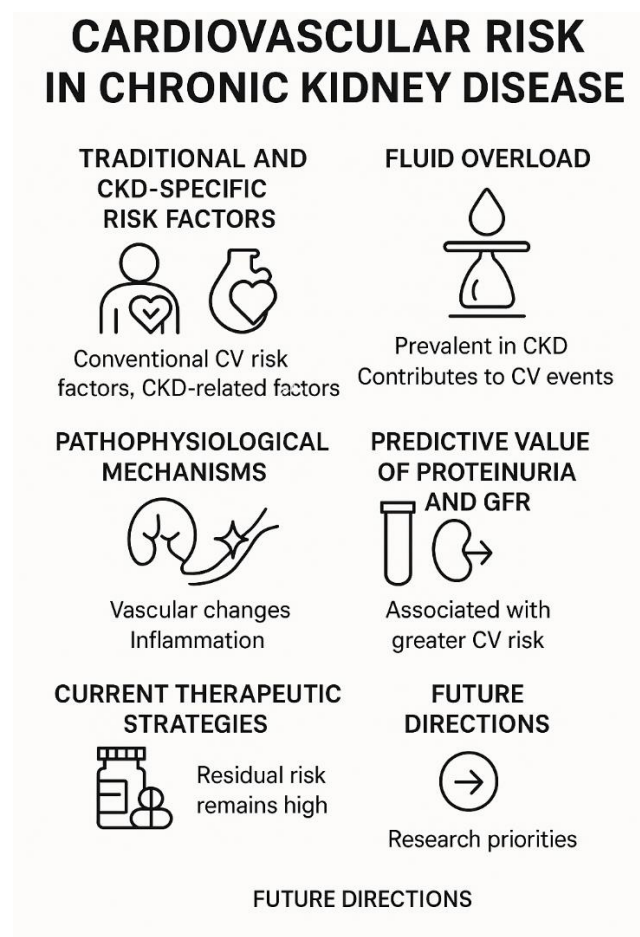 CARDIOVASCULAR RISK
IN CHRONIC KIDNEY DISEASE
TRADITIONAL AND
CKD-SPECIFIC
RISK FACTORS
Conventional CV risk
factors, CKD-related factors
FLUID OVERLOAD
Prevalent in CKD
Contributes to CV events
PATHOPHYSIOLOGICAL
MECHANISMS
Vascular changes
Inflammation
PREDICTIVE VALUE
OF PROTEINURIA
AND GFR
Associated with
greater CV risk
CURRENT THERAPEUTIC
STRATEGIES
Residual risk
remains high
FUTURE
DIRECTIONS
Research priorities
FUTURE DIRECTIONS